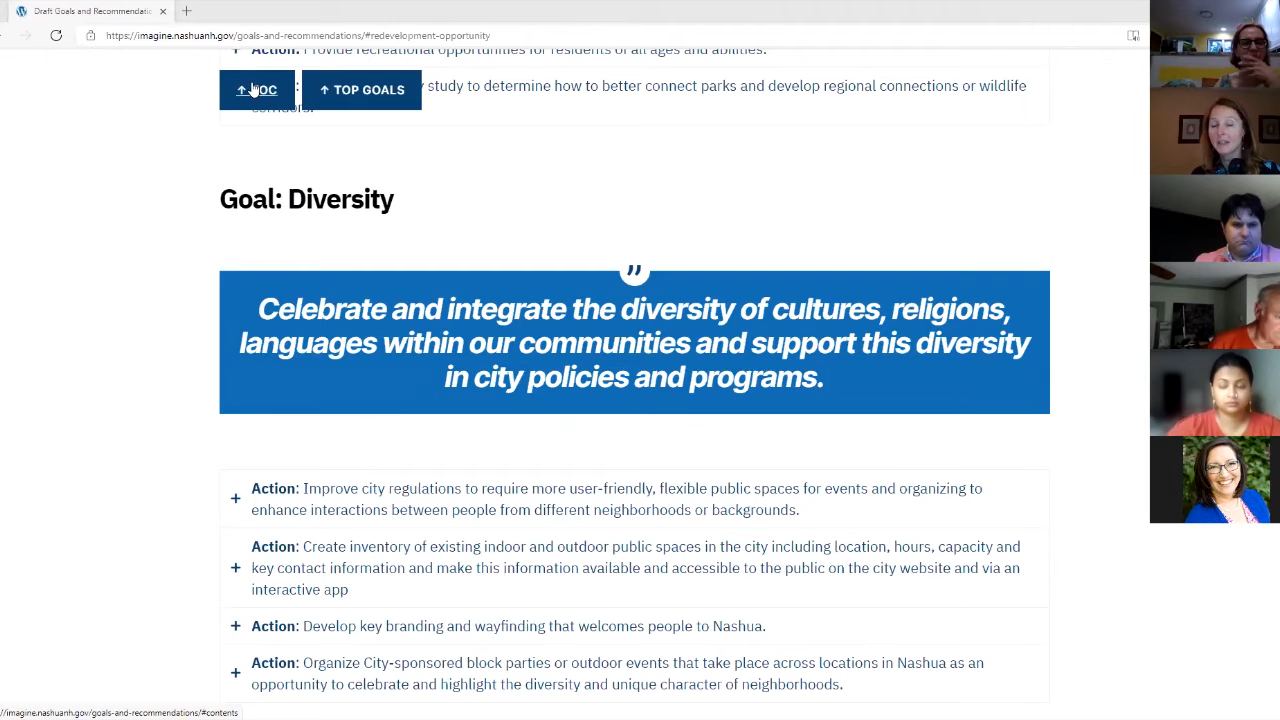 Draft Goals and Recommendatio
https://imagine.nashuanh.gov/goals-and-recommendations/#redevelopment-opportunity
Action: Provide recreational opportunities for residents of all ages and abilities.
↑ TOC
↑ TOP GOALS
study to determine how to better connect parks and develop regional connections or wildlife
corridors.
Goal: Diversity
”
Celebrate and integrate the diversity of cultures, religions,
languages within our communities and support this diversity
in city policies and programs.
+ Action: Improve city regulations to require more user-friendly, flexible public spaces for events and organizing to
enhance interactions between people from different neighborhoods or backgrounds.
+ Action: Create inventory of existing indoor and outdoor public spaces in the city including location, hours, capacity and
key contact information and make this information available and accessible to the public on the city website and via an
interactive app
+ Action: Develop key branding and wayfinding that welcomes people to Nashua.
+ Action: Organize City-sponsored block parties or outdoor events that take place across locations in Nashua as an
opportunity to celebrate and highlight the diversity and unique character of neighborhoods.
/imagine.nashuanh.gov/goals-and-recommendations/#contents